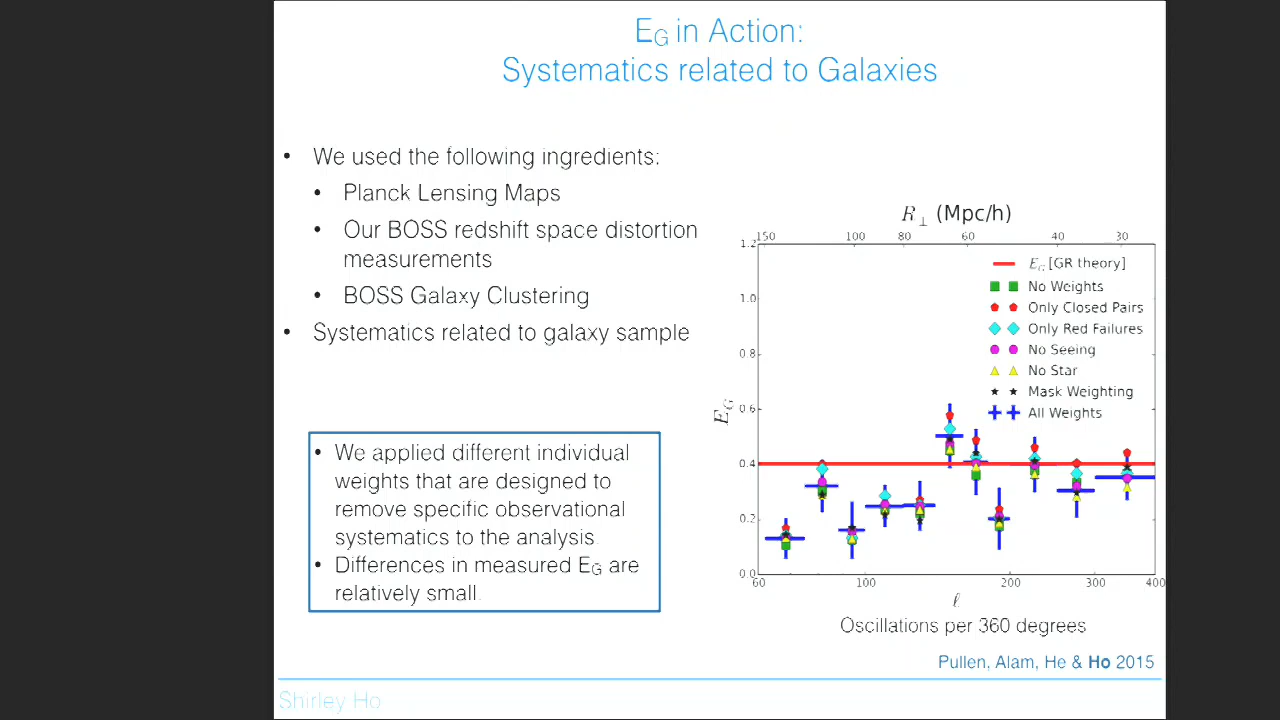 E_G in Action:
Systematics related to Galaxies
• We used the following ingredients:
• Planck Lensing Maps
• Our BOSS redshift space distortion
measurements
• BOSS Galaxy Clustering
• Systematics related to galaxy sample
• We applied different individual
weights that are designed to
remove specific observational
systematics to the analysis.
• Differences in measured E_G are
relatively small.
R⊥ (Mpc/h)
150 100 80 60 40 30
1.2
1.0
0.8
0.6
0.4
0.2
0.0
E_G
E_G [GR theory]
No Weights
Only Closed Pairs
Only Red Failures
No Seeing
No Star
Mask Weighting
All Weights
60 100 200 300 400
ℓ
Oscillations per 360 degrees
Pullen, Alam, He & Ho 2015
Shirley Ho